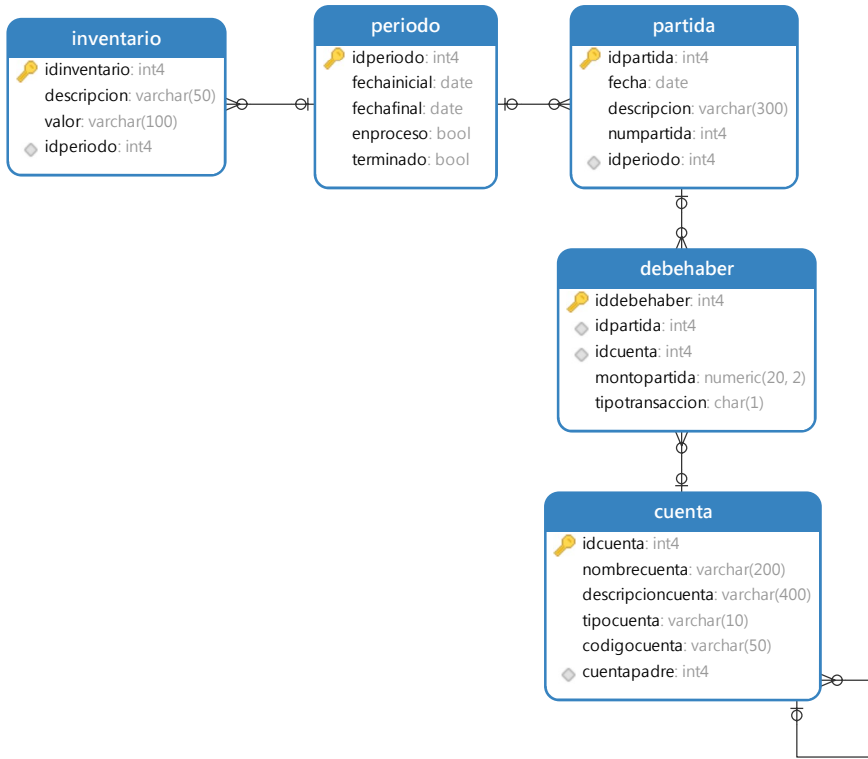 inventario
idinventario: int4
descripcion: varchar(50)
valor: varchar(100)
idperiodo: int4
periodo
idperiodo: int4
fechainicial: date
fechafinal: date
enproceso: bool
terminado: bool
partida
idpartida: int4
fecha: date
descripcion: varchar(300)
numpartida: int4
idperiodo: int4
debehaber
iddebehaber: int4
idpartida: int4
idcuenta: int4
montopartida: numeric(20, 2)
tipotransaccion: char(1)
cuenta
idcuenta: int4
nombrecuenta: varchar(200)
descripcioncuenta: varchar(400)
tipocuenta: varchar(10)
codigocuenta: varchar(50)
cuentapadre: int4